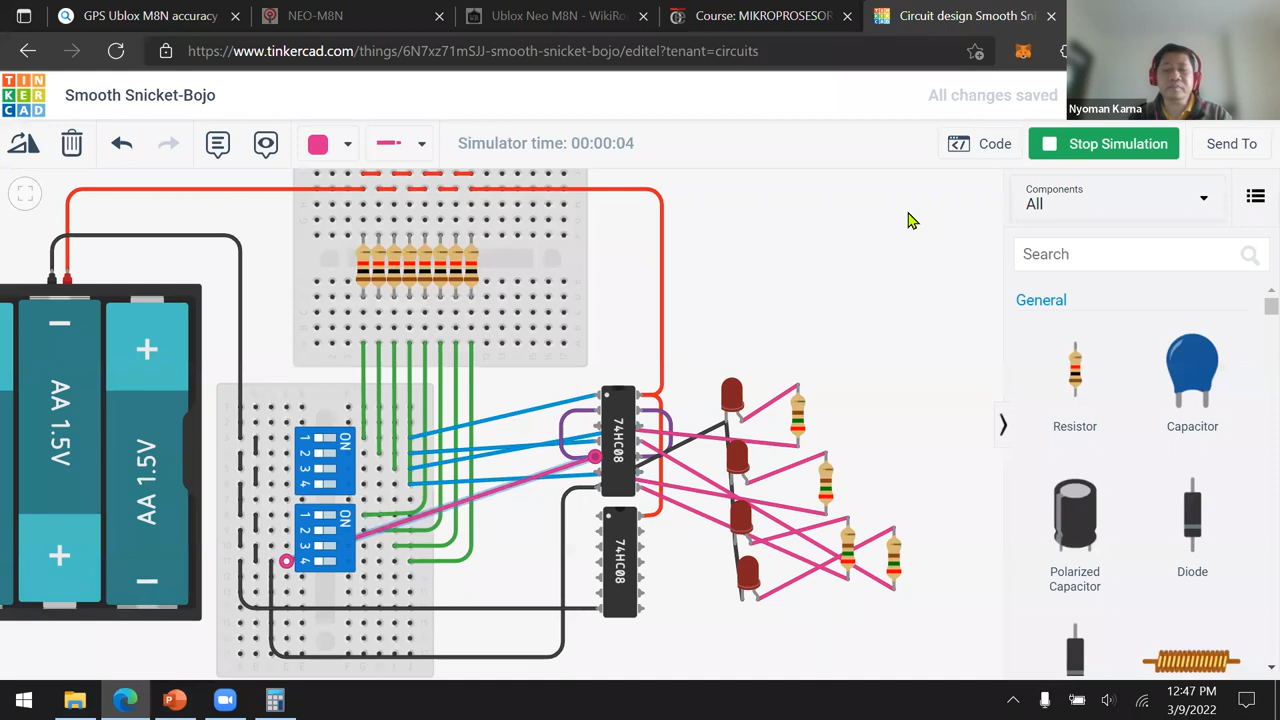 GPS Ublox M8N accuracy
NEO-M8N
Ublox Neo M8N - WikiRo
Course: MIKROPROSESOR
Circuit design Smooth Sni
https://www.tinkercad.com/things/6N7xz71mSJJ-smooth-snicket-bojo/editel?tenant=circuits
Nyoman Karna
TIN
KER
CAD
Smooth Snicket-Bojo
All changes saved
Simulator time: 00:00:04
Code
Stop Simulation
Send To
Components
All
Search
General
Resistor
Capacitor
Polarized
Capacitor
Diode
AA 1.5V
AA 1.5V
ON
1
2
3
4
ON
1
2
3
4
74HC08
74HC08
12:47 PM
3/9/2022